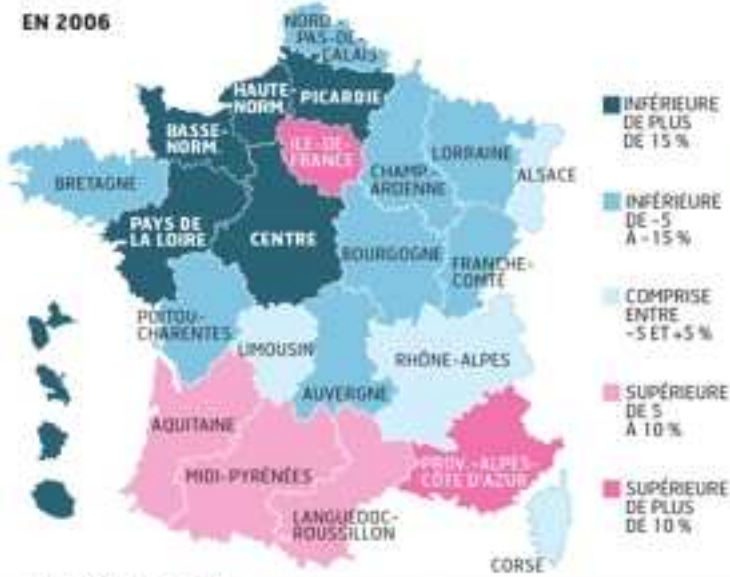 EN 2006
NORD-
PAS-DE-
CALAIS
HAUTE-
NORM.
PICARDIE
BASSE-
NORM
ILE-DE-
FRANCE
LORRAINE
CHAMP.-
ARDENNE
ALSACE
BRETAGNE
PAYS DE
LA LOIRE
CENTRE
BOURGOGNE
FRANCHE-
COMTÉ
POITOU-
CHARENTES
LIMOUSIN
RHÔNE-ALPES
AUVERGNE
AQUITAINE
MIDI-PYRÉNÉES
PROV.-ALPES-
CÔTE D'AZUR
LANGUEDOC-
ROUSSILLON
CORSE
INFÉRIEURE
DE PLUS
DE 15 %
INFÉRIEURE
DE -5
À -15 %
COMPRISE
ENTRE
-5 ET +5 %
SUPÉRIEURE
DE 5
À 10 %
SUPÉRIEURE
DE PLUS
DE 10 %